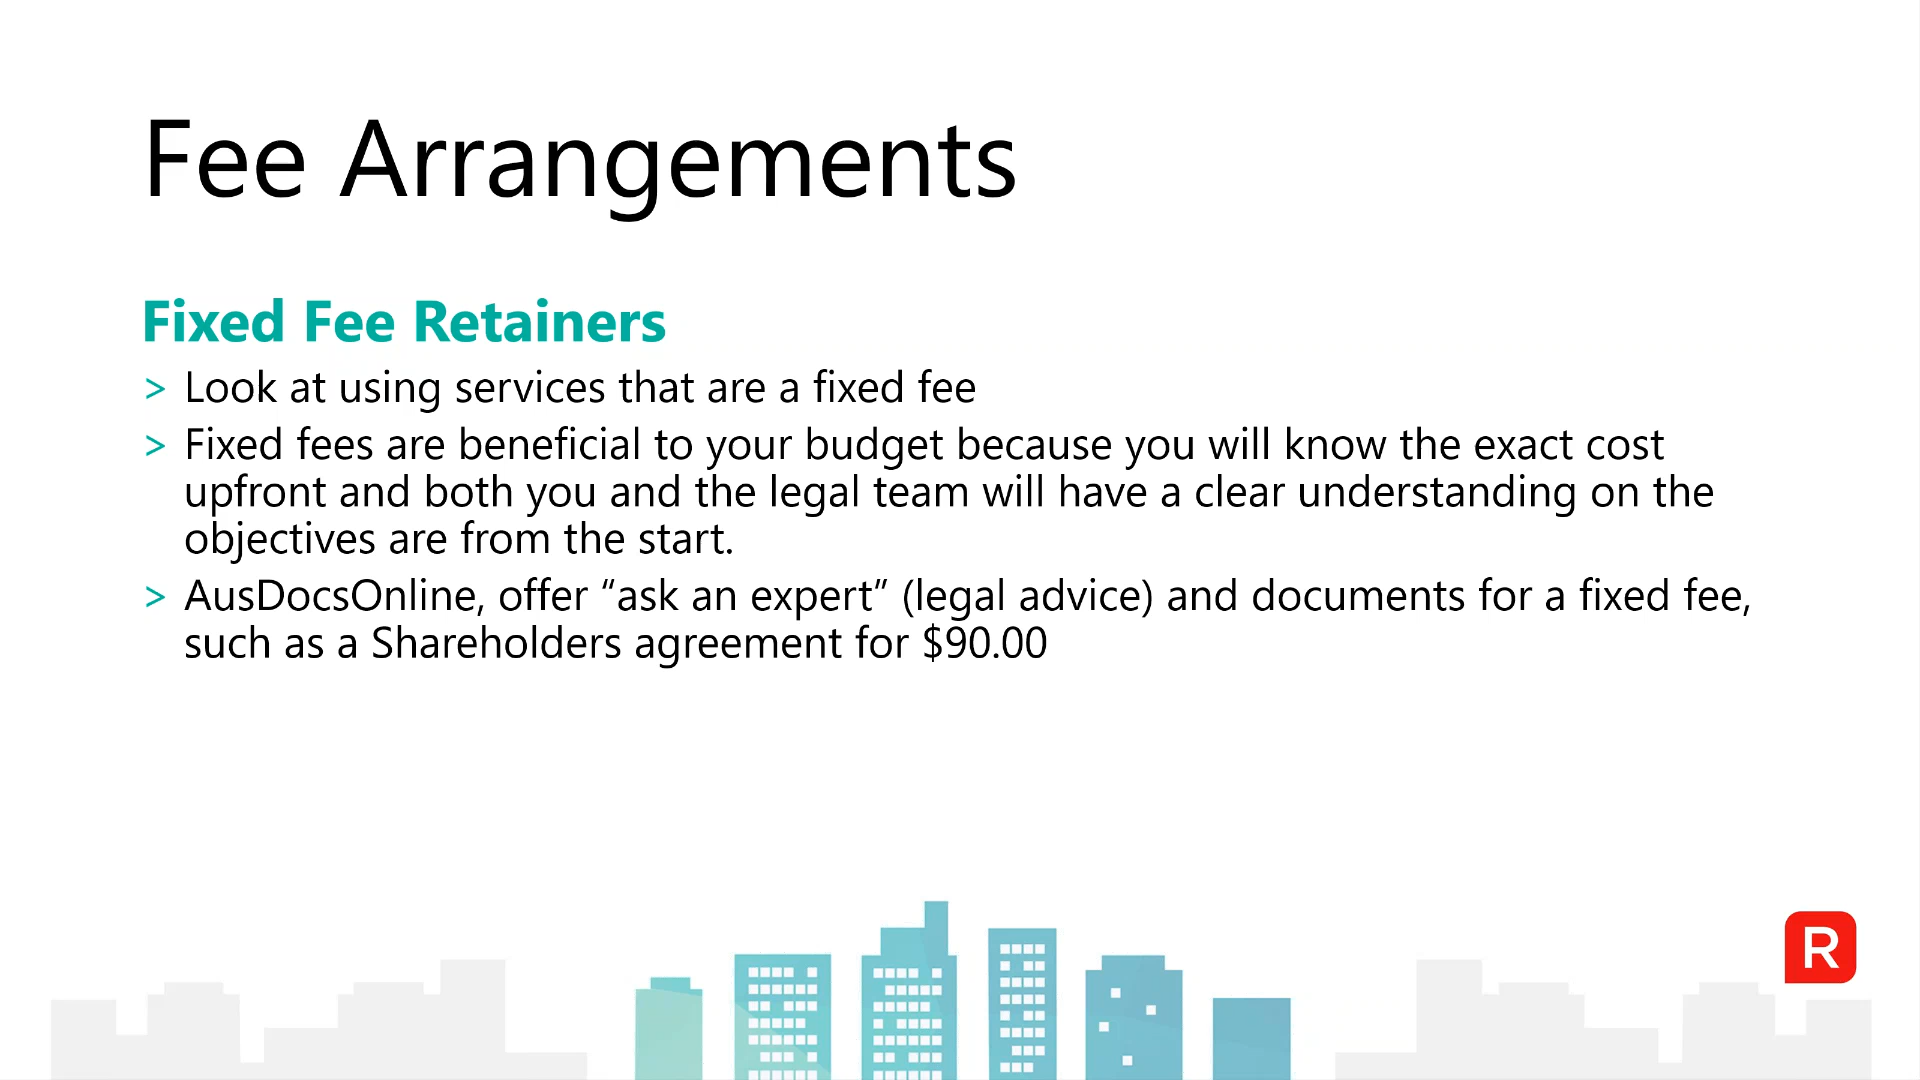 Fee Arrangements
Fixed Fee Retainers
> Look at using services that are a fixed fee
> Fixed fees are beneficial to your budget because you will know the exact cost
upfront and both you and the legal team will have a clear understanding on the
objectives are from the start.
> AusDocsOnline, offer “ask an expert” (legal advice) and documents for a fixed fee,
such as a Shareholders agreement for $90.00
R